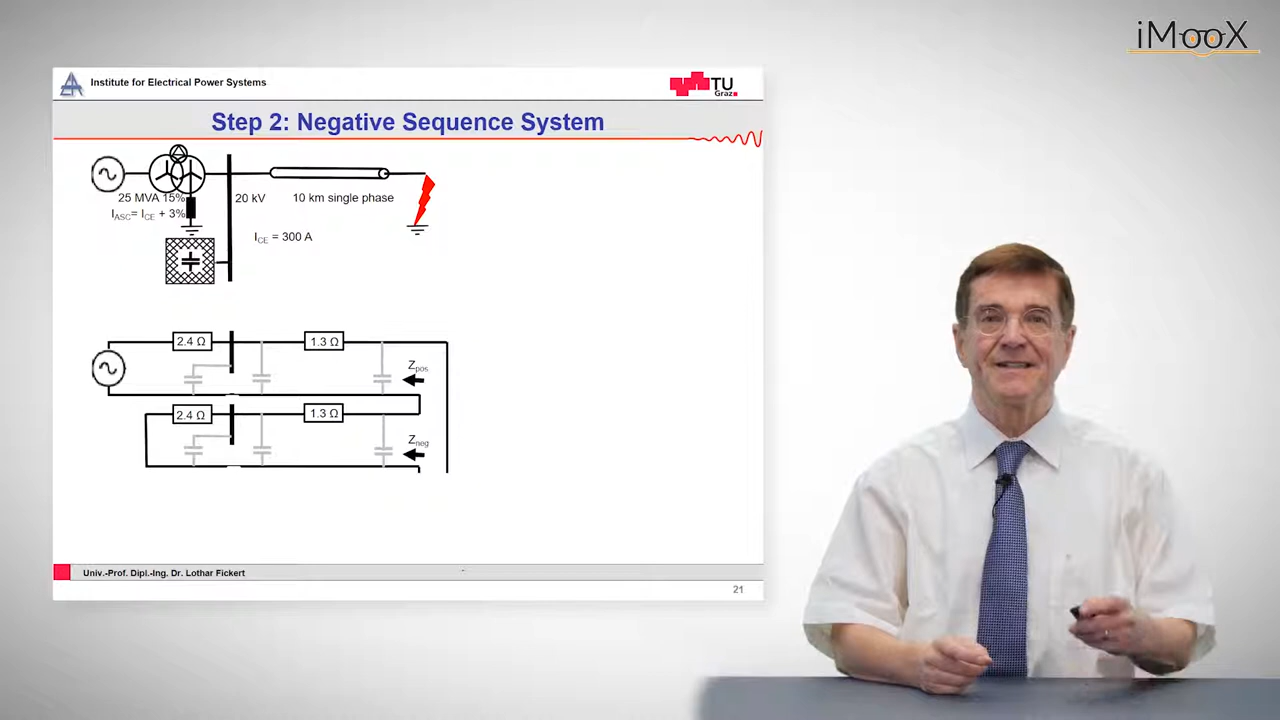 iMooX
Institute for Electrical Power Systems
TU
Graz
Step 2: Negative Sequence System
25 MVA 15%
20 kV
10 km single phase
IASC= ICE + 3%
ICE = 300 A
2.4 Ω
1.3 Ω
Zpos
2.4 Ω
1.3 Ω
Zneg
Univ.-Prof. Dipl.-Ing. Dr. Lothar Fickert
21